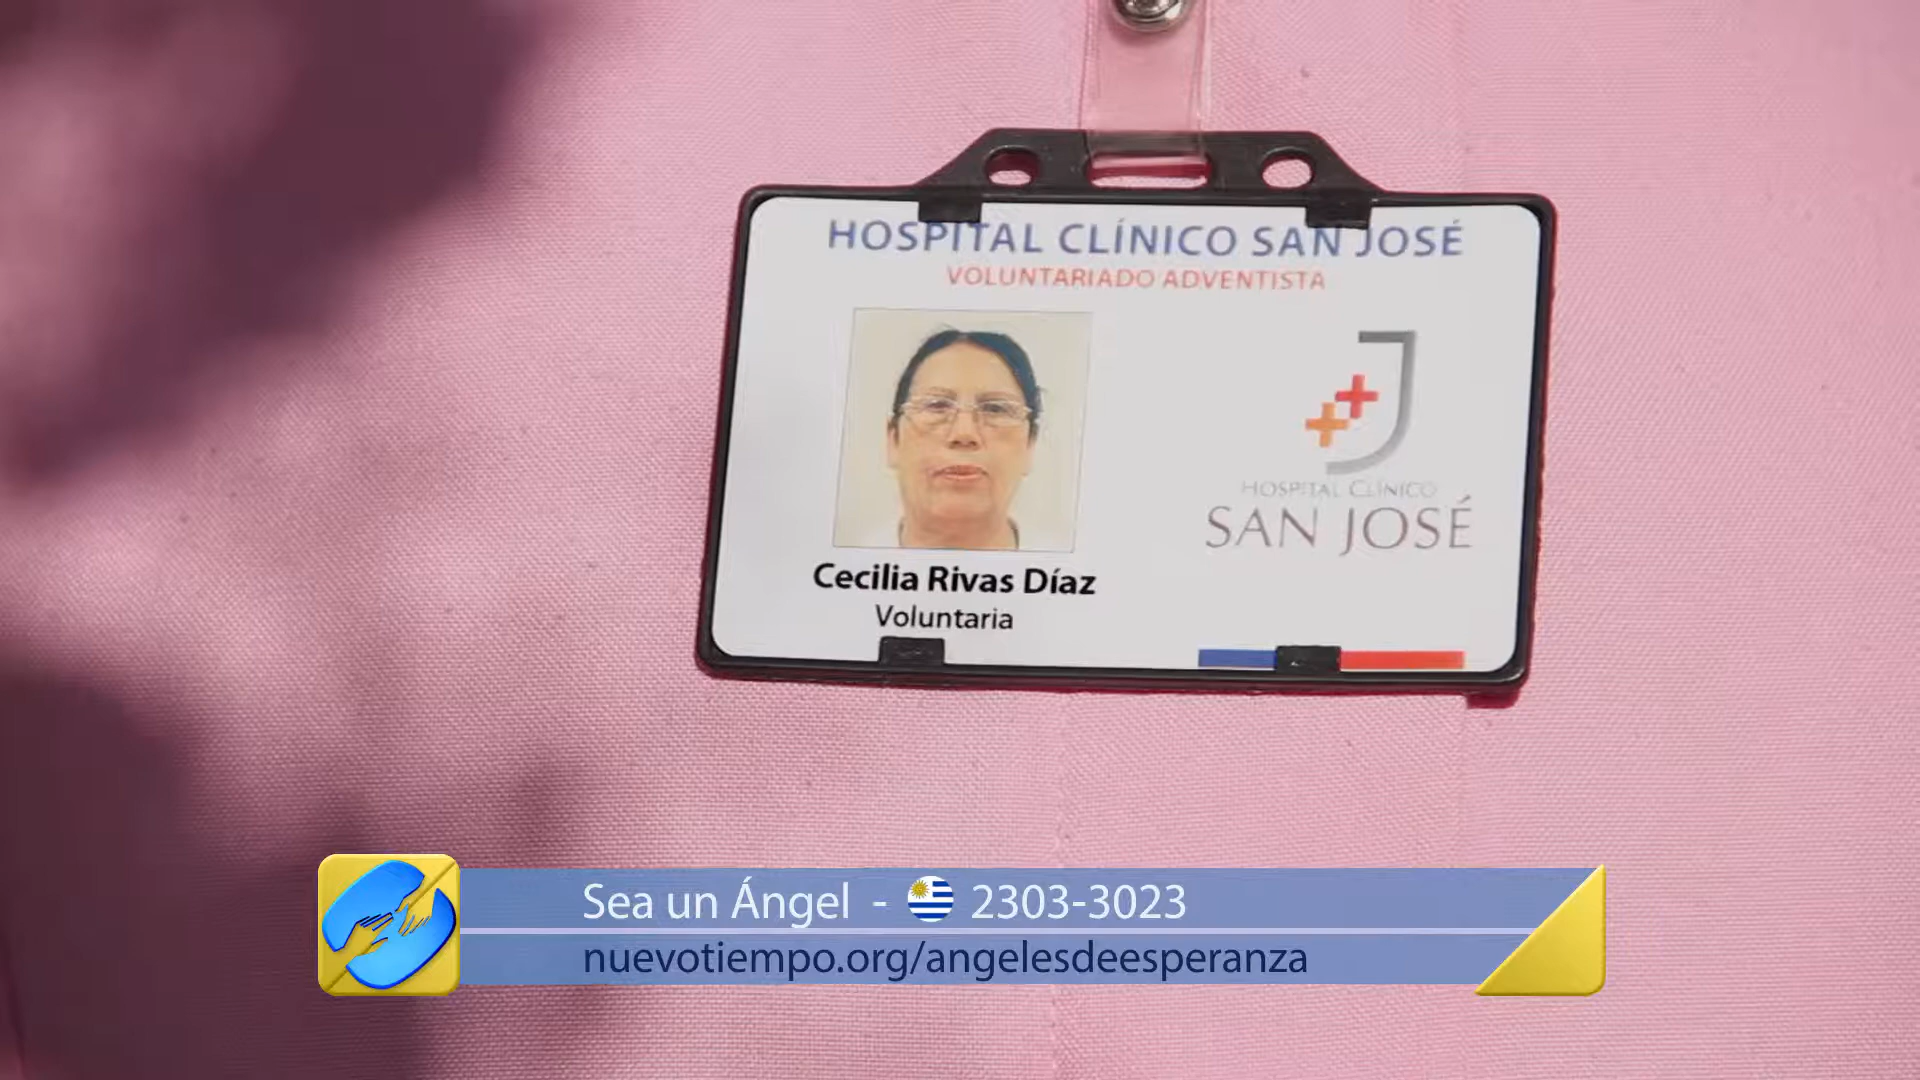 HOSPITAL CLÍNICO SAN JOSÉ
VOLUNTARIADO ADVENTISTA
HOSPITAL CLÍNICO
SAN JOSÉ
Cecilia Rivas Díaz
Voluntaria
Sea un Ángel - 2303-3023
nuevotiempo.org/angelesdeesperanza